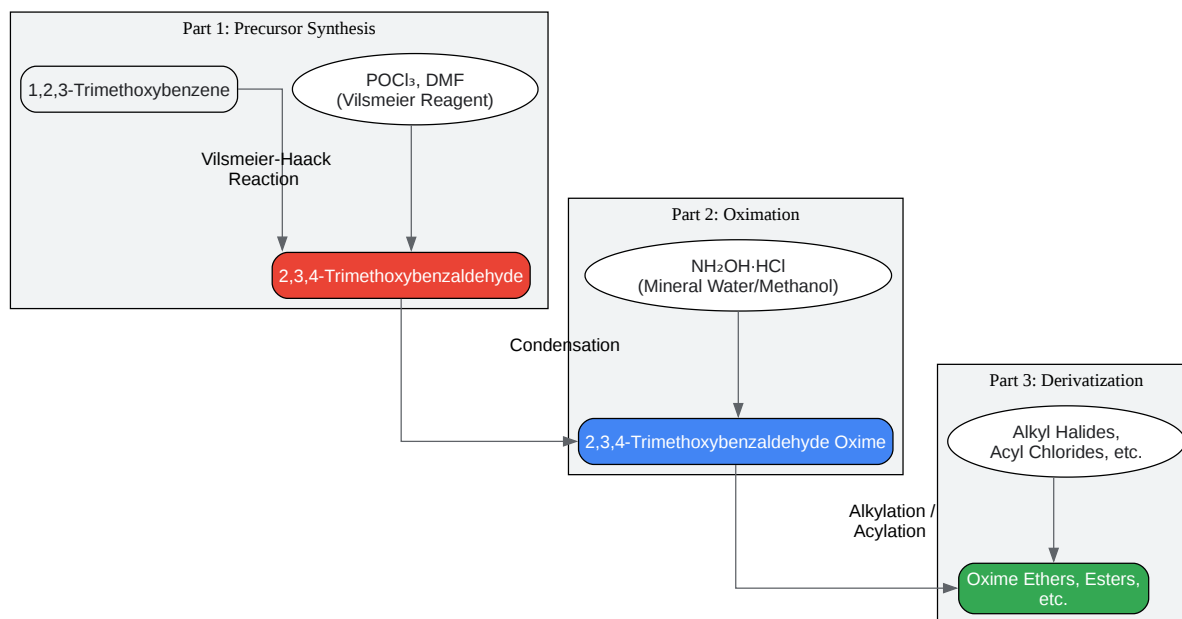 Part 1: Precursor Synthesis
1,2,3-Trimethoxybenzene
POCl₃, DMF
(Vilsmeier Reagent)
Vilsmeier-Haack
Reaction
2,3,4-Trimethoxybenzaldehyde
Part 2: Oximation
NH₂OH·HCl
(Mineral Water/Methanol)
Condensation
2,3,4-Trimethoxybenzaldehyde Oxime
Part 3: Derivatization
Alkyl Halides,
Acyl Chlorides, etc.
Alkylation /
Acylation
Oxime Ethers, Esters,
etc.